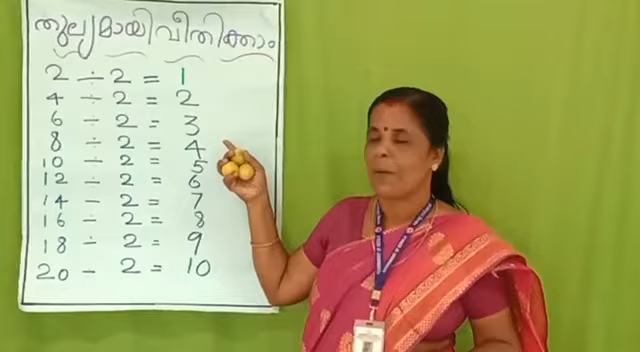 തുല്യമായി വീതിക്കാം
2 ÷ 2 = 1
4 ÷ 2 = 2
6 ÷ 2 = 3
8 ÷ 2 = 4
10 ÷ 2 = 5
12 ÷ 2 = 6
14 ÷ 2 = 7
16 ÷ 2 = 8
18 ÷ 2 = 9
20 - 2 = 10